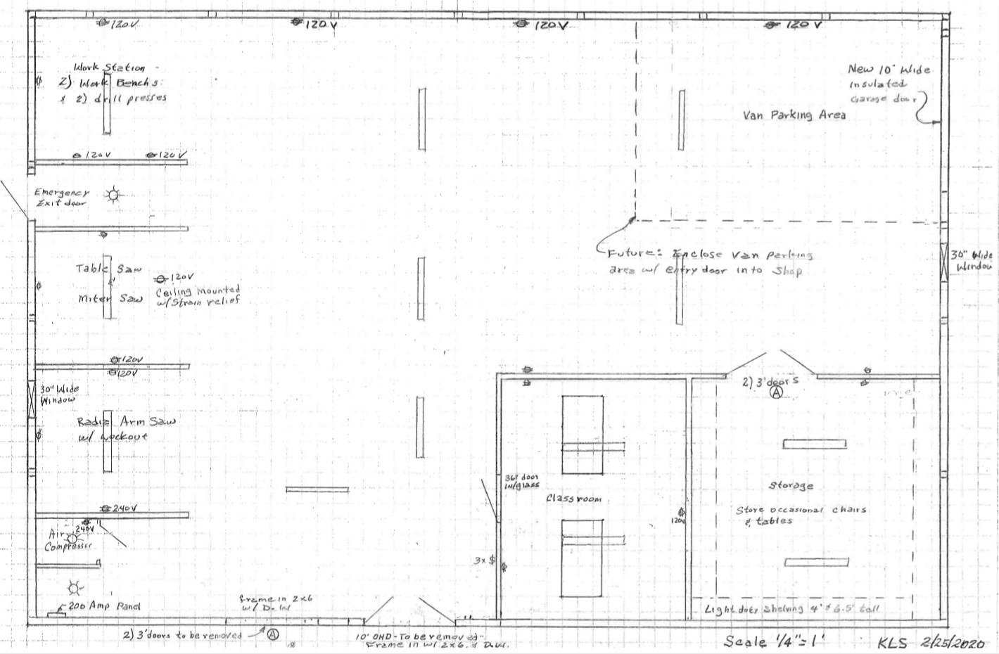 120V
120V
120V
120V
Work Station -
2) Work Benchs
& 2) drill presses
New 10' Wide
Insulated
Garage door
Van Parking Area
120V
120V
Emergency
Exit door
Future: Enclose Van Parking
area w/ entry door in to Shop
30" Wide
Window
Table Saw
&
Miter Saw
120V
Ceiling Mounted
w/Strain relief
120V
120V
30" Wide
Window
2) 3' doors
A
Radial Arm Saw
w/ Lockout
36" door
w/glass
Classroom
Storage
Store occasional chairs
& tables
120V
240V
240V
Air
Compressor
3x $
200 Amp Panel
frame in 2x6
w/ D.W
Light duty Shelving 4' & 6.5' tall
2) 3' doors to be removed
A
10' OHD - To be removed -
Frame in w/ 2x6 & D.W.
Scale 1/4"=1'
KLS 2/25/2020